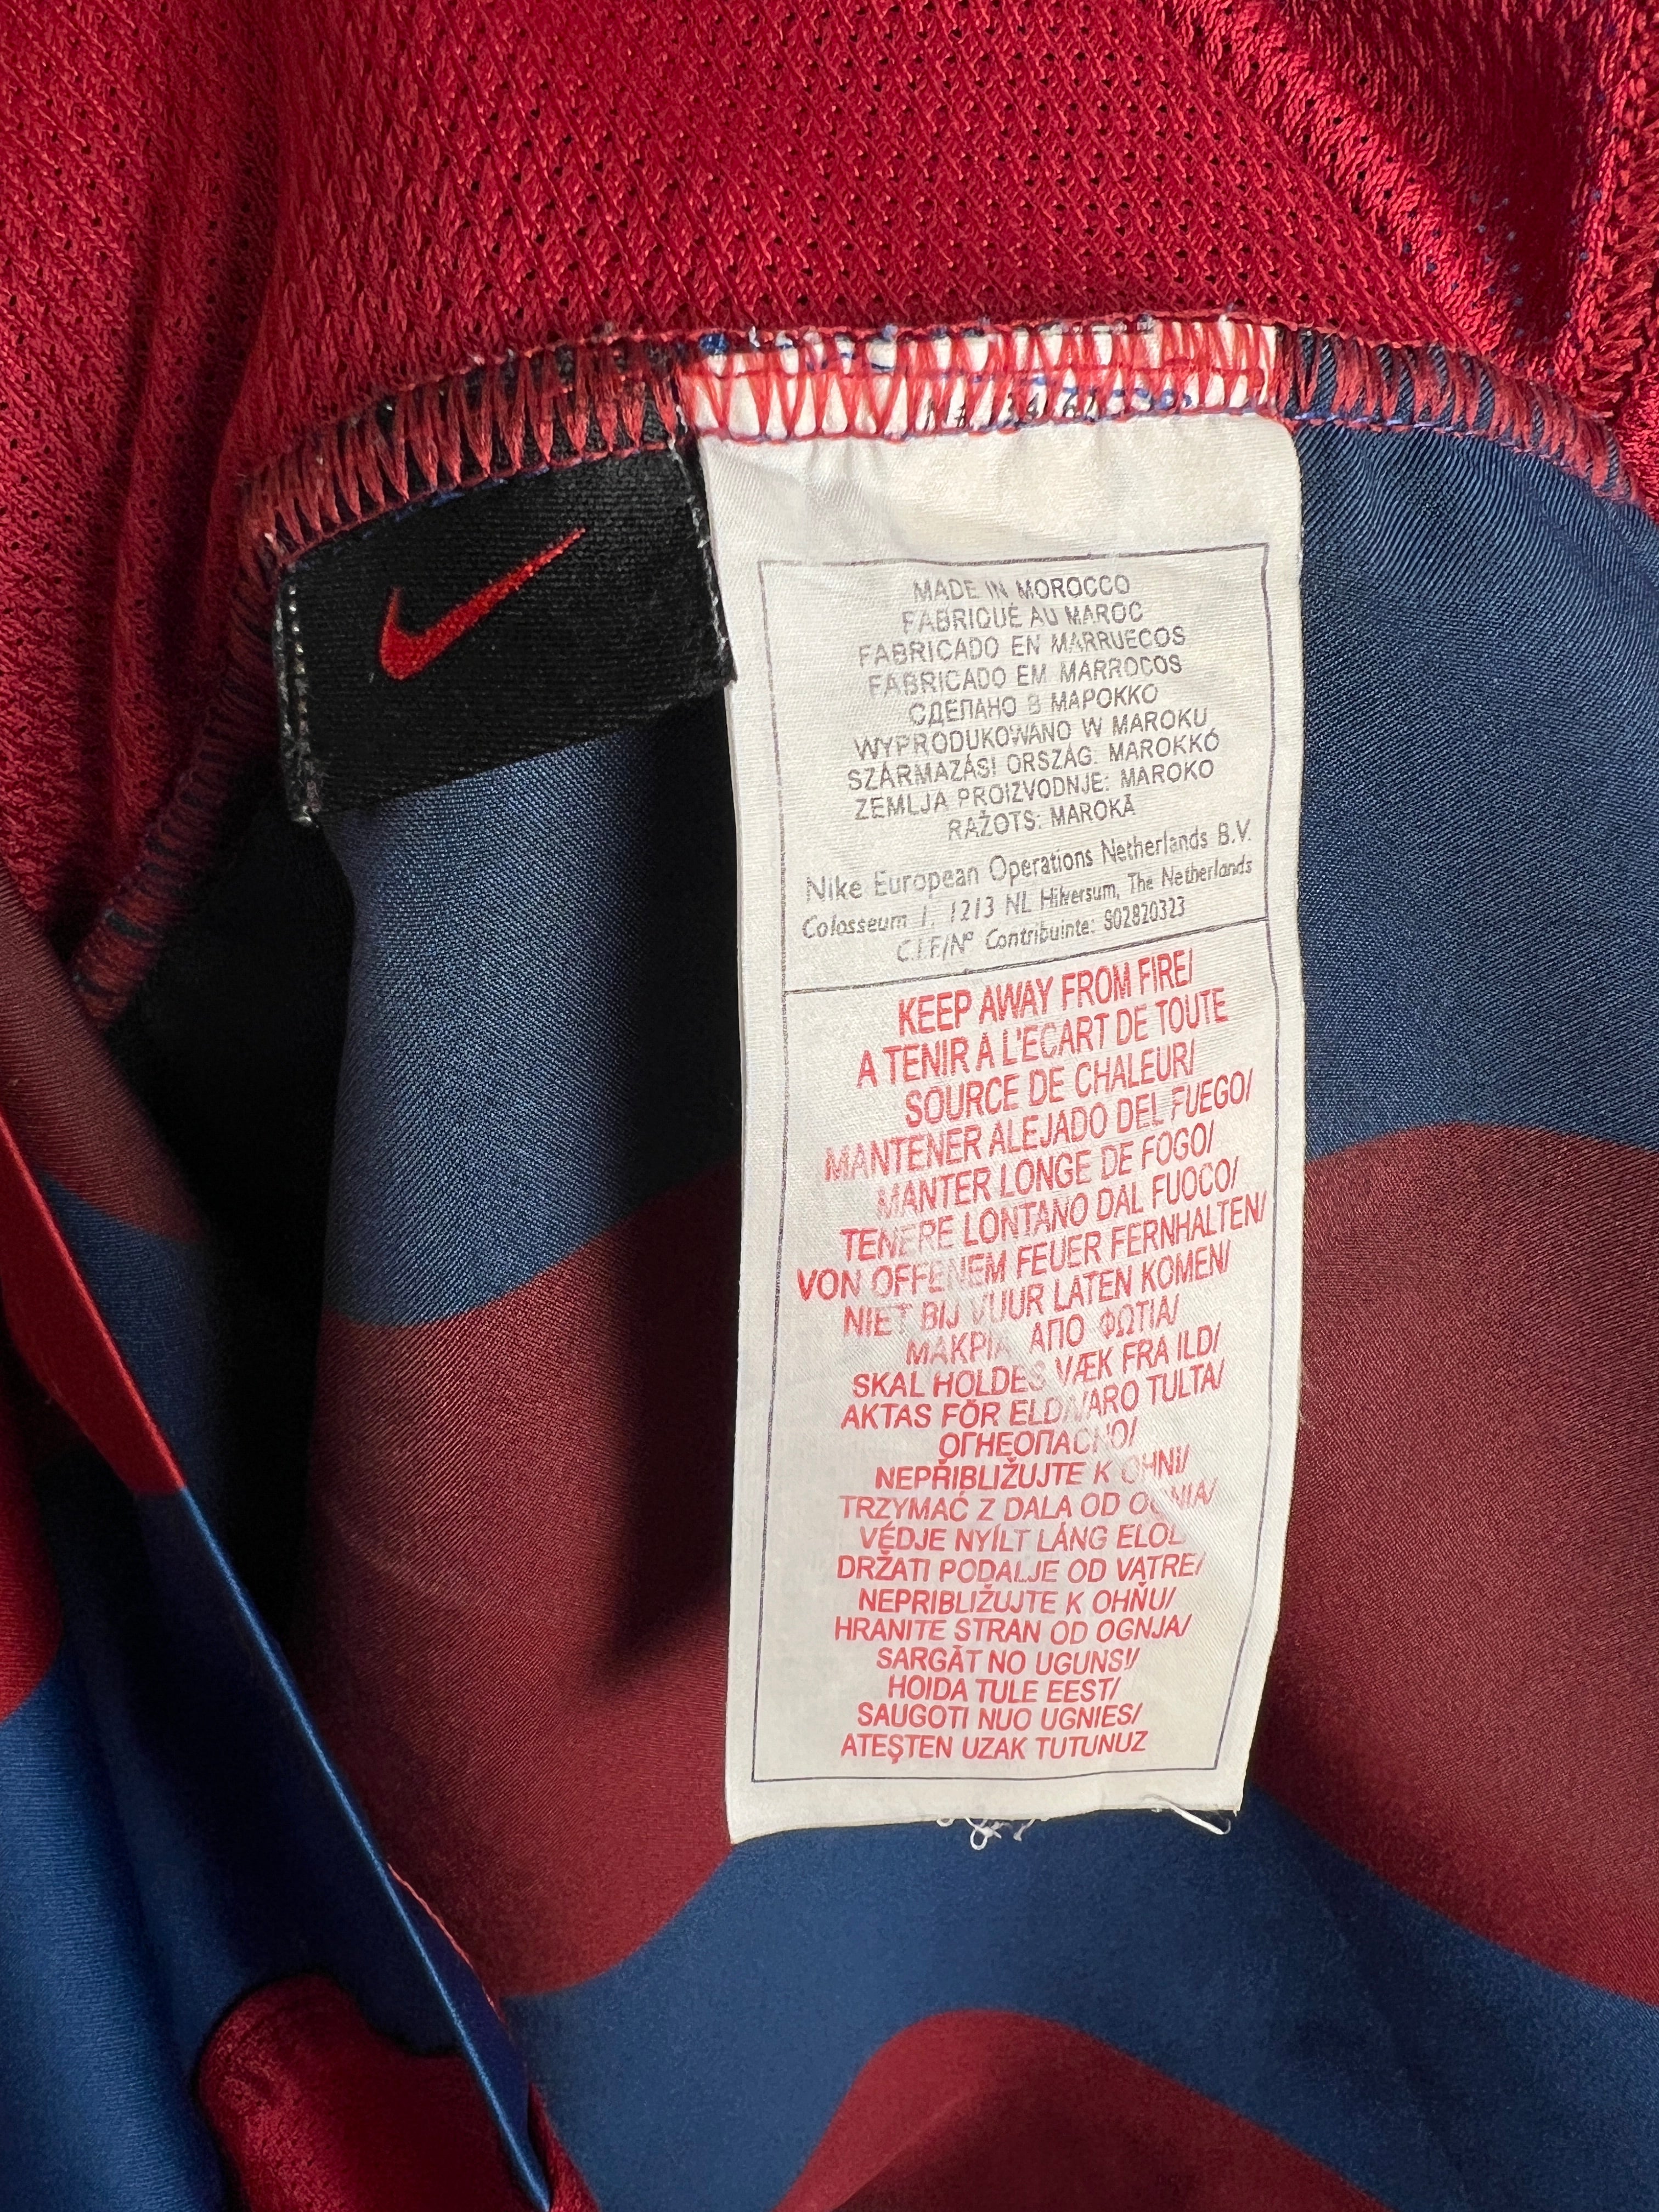 MADE IN MOROCCO
FABRIQUÉ AU MAROC
FABRICADO EN MARRUECOS
FABRICADO EM MARROCOS
СДЕЛАНО В МАРОККО
WYPRODUKOWANO W MAROKU
SZÁRMAZÁSI ORSZÁG: MAROKKÓ
ZEMLJA PROIZVODNJE: MAROKO
RAŽOTS: MAROKĀ
Nike European Operations Netherlands B.V.
Colosseum 1, 1213 NL Hilversum, The Netherlands
C.I.F./Nº Contribuinte: S02820323
KEEP AWAY FROM FIRE/
A TENIR A L'ECART DE TOUTE
SOURCE DE CHALEUR/
MANTENER ALEJADO DEL FUEGO/
MANTER LONGE DE FOGO/
TENERE LONTANO DAL FUOCO/
VON OFFENEM FEUER FERNHALTEN/
NIET BIJ VUUR LATEN KOMEN/
ΜΑΚΡΙΑ ΑΠΟ ΦΩΤΙΑ/
SKAL HOLDES VÆK FRA ILD/
AKTAS FÖR ELD/VARO TULTA/
ОГНЕОПАСНО/
NEPŘIBLIŽUJTE K OHNI/
TRZYMAĆ Z DALA OD OGNIA/
VÉDJE NYÍLT LÁNG ELOL
DRŽATI PODALJE OD VATRE/
NEPRIBLIŽUJTE K OHŇU/
HRANITE STRAN OD OGNJA/
SARGĀT NO UGUNS!/
HOIDA TULE EEST/
SAUGOTI NUO UGNIES/
ATEŞTEN UZAK TUTUNUZ